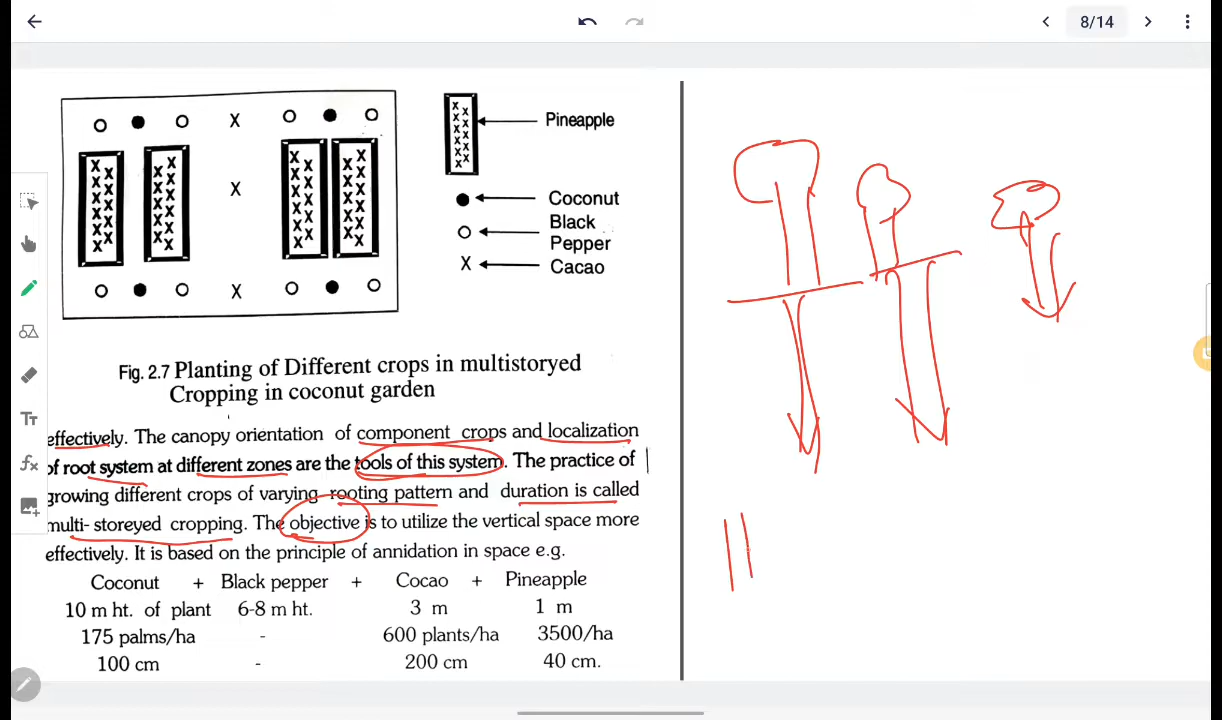 8/14
Pineapple
Coconut
Black
Pepper
Cacao
Fig. 2.7 Planting of Different crops in multistoryed
Cropping in coconut garden
effectively. The canopy orientation of component crops and localization
of root system at different zones are the tools of this system. The practice of
growing different crops of varying rooting pattern and duration is called
multi-storeyed cropping. The objective is to utilize the vertical space more
effectively. It is based on the principle of annidation in space e.g.
Coconut + Black pepper + Cocao + Pineapple
10 m ht. of plant 6-8 m ht. 3 m 1 m
175 palms/ha - 600 plants/ha 3500/ha
100 cm - 200 cm 40 cm.